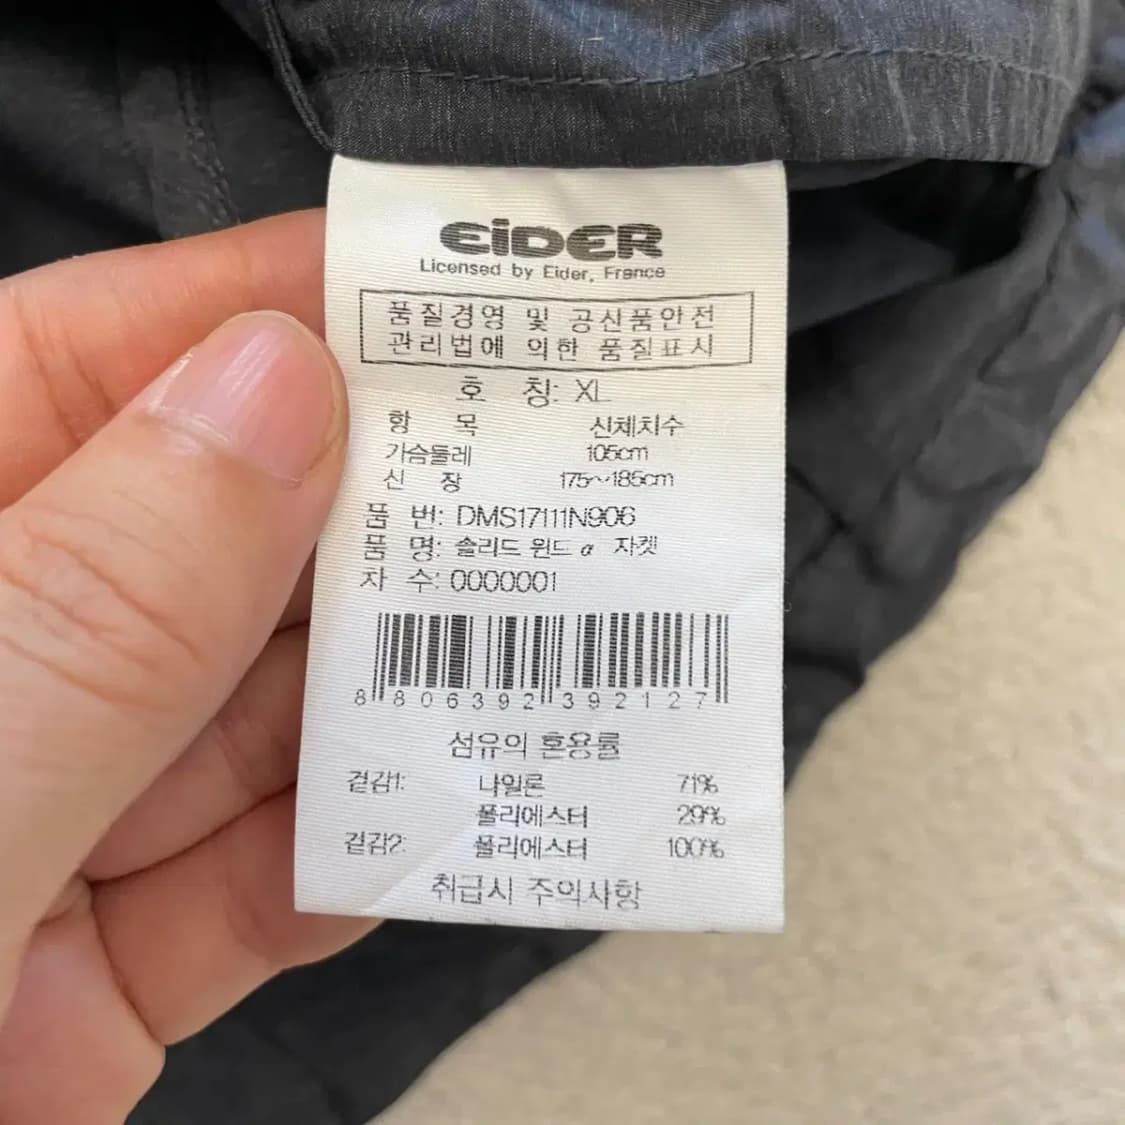 EiDER
Licensed by Eider, France
품질경영 및 공산품안전
관리법에 의한 품질표시
호 칭: XL
항 목 신체치수
가슴둘레 105cm
신 장 175~185cm
품 번: DMS17111N906
품 명: 솔리드 윈드 α 자켓
차 수: 0000001
8 806392 392127
섬유의 혼용률
겉감1: 나일론 71%
폴리에스터 29%
겉감2: 폴리에스터 100%
취급시 주의사항